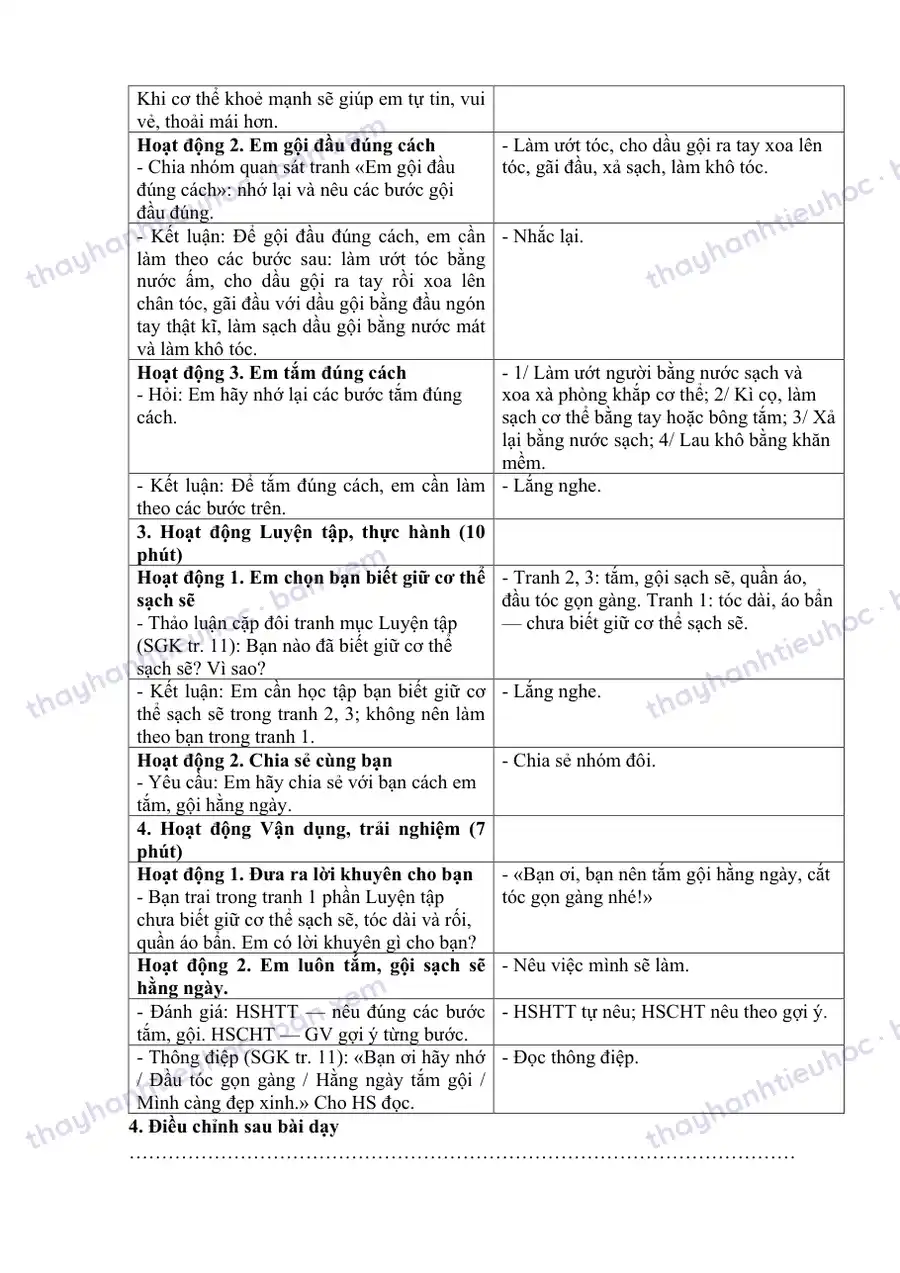 Khi cơ thể khoẻ mạnh sẽ giúp em tự tin, vui
vẻ, thoải mái hơn.
Hoạt động 2. Em gội đầu đúng cách
- Chia nhóm quan sát tranh «Em gội đầu
đúng cách»: nhớ lại và nêu các bước gội
đầu đúng.
- Làm ướt tóc, cho dầu gội ra tay xoa lên
tóc, gãi đầu, xả sạch, làm khô tóc.
- Kết luận: Để gội đầu đúng cách, em cần
làm theo các bước sau: làm ướt tóc bằng
nước ấm, cho dầu gội ra tay rồi xoa lên
chân tóc, gãi đầu với dầu gội bằng đầu ngón
tay thật kĩ, làm sạch dầu gội bằng nước mát
và làm khô tóc.
- Nhắc lại.
Hoạt động 3. Em tắm đúng cách
- Hỏi: Em hãy nhớ lại các bước tắm đúng
cách.
- 1/ Làm ướt người bằng nước sạch và
xoa xà phòng khắp cơ thể; 2/ Kì cọ, làm
sạch cơ thể bằng tay hoặc bông tắm; 3/ Xả
lại bằng nước sạch; 4/ Lau khô bằng khăn
mềm.
- Kết luận: Để tắm đúng cách, em cần làm
theo các bước trên.
- Lắng nghe.
3. Hoạt động Luyện tập, thực hành (10
phút)
Hoạt động 1. Em chọn bạn biết giữ cơ thể
sạch sẽ
- Thảo luận cặp đôi tranh mục Luyện tập
(SGK tr. 11): Bạn nào đã biết giữ cơ thể
sạch sẽ? Vì sao?
- Tranh 2, 3: tắm, gội sạch sẽ, quần áo,
đầu tóc gọn gàng. Tranh 1: tóc dài, áo bẩn
— chưa biết giữ cơ thể sạch sẽ.
- Kết luận: Em cần học tập bạn biết giữ cơ
thể sạch sẽ trong tranh 2, 3; không nên làm
theo bạn trong tranh 1.
- Lắng nghe.
Hoạt động 2. Chia sẻ cùng bạn
- Yêu cầu: Em hãy chia sẻ với bạn cách em
tắm, gội hằng ngày.
- Chia sẻ nhóm đôi.
4. Hoạt động Vận dụng, trải nghiệm (7
phút)
Hoạt động 1. Đưa ra lời khuyên cho bạn
- Bạn trai trong tranh 1 phần Luyện tập
chưa biết giữ cơ thể sạch sẽ, tóc dài và rối,
quần áo bẩn. Em có lời khuyên gì cho bạn?
- «Bạn ơi, bạn nên tắm gội hằng ngày, cắt
tóc gọn gàng nhé!»
Hoạt động 2. Em luôn tắm, gội sạch sẽ
hằng ngày.
- Nêu việc mình sẽ làm.
- Đánh giá: HSHTT — nêu đúng các bước
tắm, gội. HSCHT — GV gợi ý từng bước.
- HSHTT tự nêu; HSCHT nêu theo gợi ý.
- Thông điệp (SGK tr. 11): «Bạn ơi hãy nhớ
/ Đầu tóc gọn gàng / Hằng ngày tắm gội /
Mình càng đẹp xinh.» Cho HS đọc.
- Đọc thông điệp.
4. Điều chỉnh sau bài dạy
…………………………………………………………………………………………
thayhanhtieuhoc · bản xem
thayhanhtieuhoc · b
thayhanhtieuhoc · bản xem
thayhanhtieuhoc · b
thayhanhtieuhoc · bản xem
thayhanhtieuhoc · b